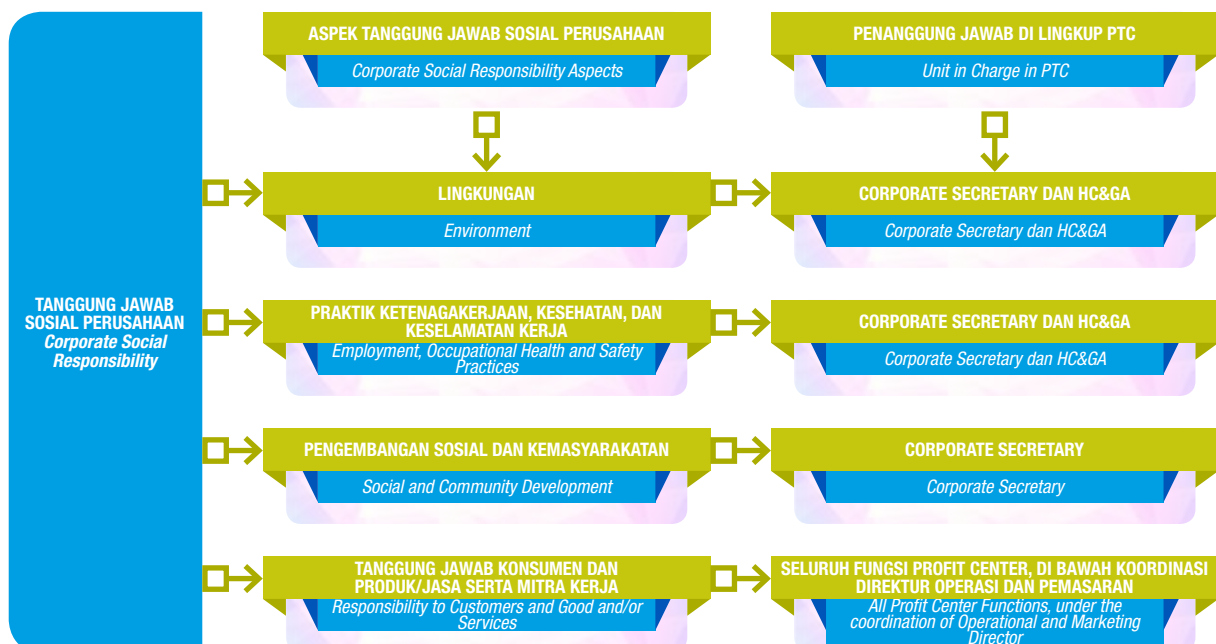 TANGGUNG JAWAB
SOSIAL PERUSAHAAN
Corporate Social
Responsibility
ASPEK TANGGUNG JAWAB SOSIAL PERUSAHAAN
Corporate Social Responsibility Aspects
PENANGGUNG JAWAB DI LINGKUP PTC
Unit in Charge in PTC
LINGKUNGAN
Environment
CORPORATE SECRETARY DAN HC&GA
Corporate Secretary dan HC&GA
PRAKTIK KETENAGAKERJAAN, KESEHATAN, DAN
KESELAMATAN KERJA
Employment, Occupational Health and Safety
Practices
CORPORATE SECRETARY DAN HC&GA
Corporate Secretary dan HC&GA
PENGEMBANGAN SOSIAL DAN KEMASYARAKATAN
Social and Community Development
CORPORATE SECRETARY
Corporate Secretary
TANGGUNG JAWAB KONSUMEN DAN
PRODUK/JASA SERTA MITRA KERJA
Responsibility to Customers and Good and/or
Services
SELURUH FUNGSI PROFIT CENTER, DI BAWAH KOORDINASI
DIREKTUR OPERASI DAN PEMASARAN
All Profit Center Functions, under the
coordination of Operational and Marketing
Director